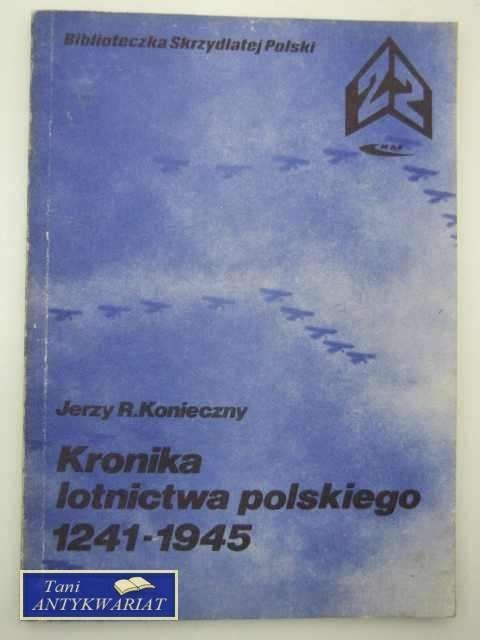 Biblioteczka Skrzydlatej Polski
22
Jerzy R.Konieczny
Kronika
lotnictwa polskiego
1241-1945
Tani
ANTYKWARIAT